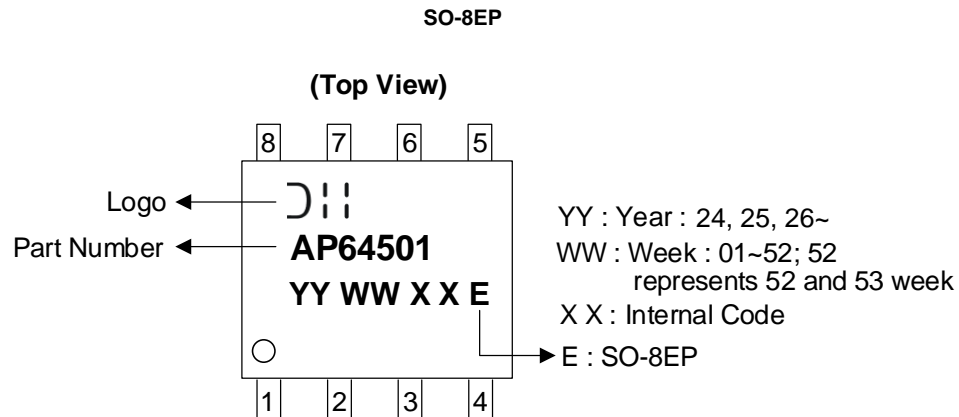 SO-8EP
(Top View)
8 7 6 5
Logo
AP64501
Part Number
YY WW X X E
YY : Year : 24, 25, 26~
WW : Week : 01~52; 52
represents 52 and 53 week
X X : Internal Code
E : SO-8EP
1 2 3 4